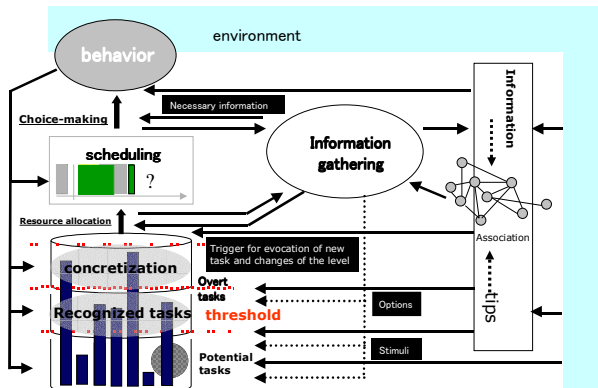 environment
behavior
Necessary information
Choice-making
Information
scheduling
?
Information
gathering
Resource allocation
Association
Trigger for evocation of new
task and changes of the level
concretization
Overt
tasks
Options
tips
Recognized tasks
threshold
Stimuli
Potential
tasks